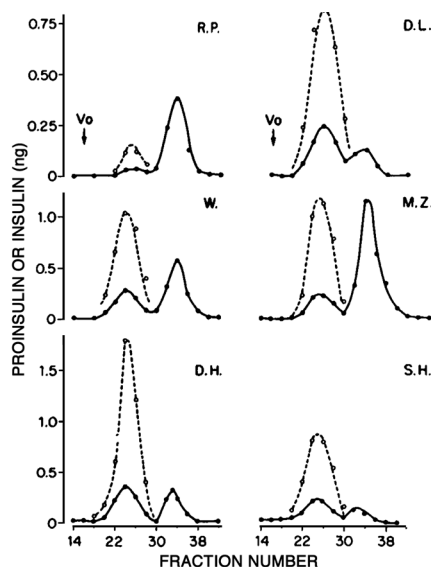 R.P.
D.L.
0.75
0.50
0.25
0
Vo
Vo
W.
M.Z.
1.0
0.5
0
D.H.
S.H.
1.5
1.0
0.5
0
14 22 30 38 14 22 30 38
PROINSULIN OR INSULIN (ng)
FRACTION NUMBER